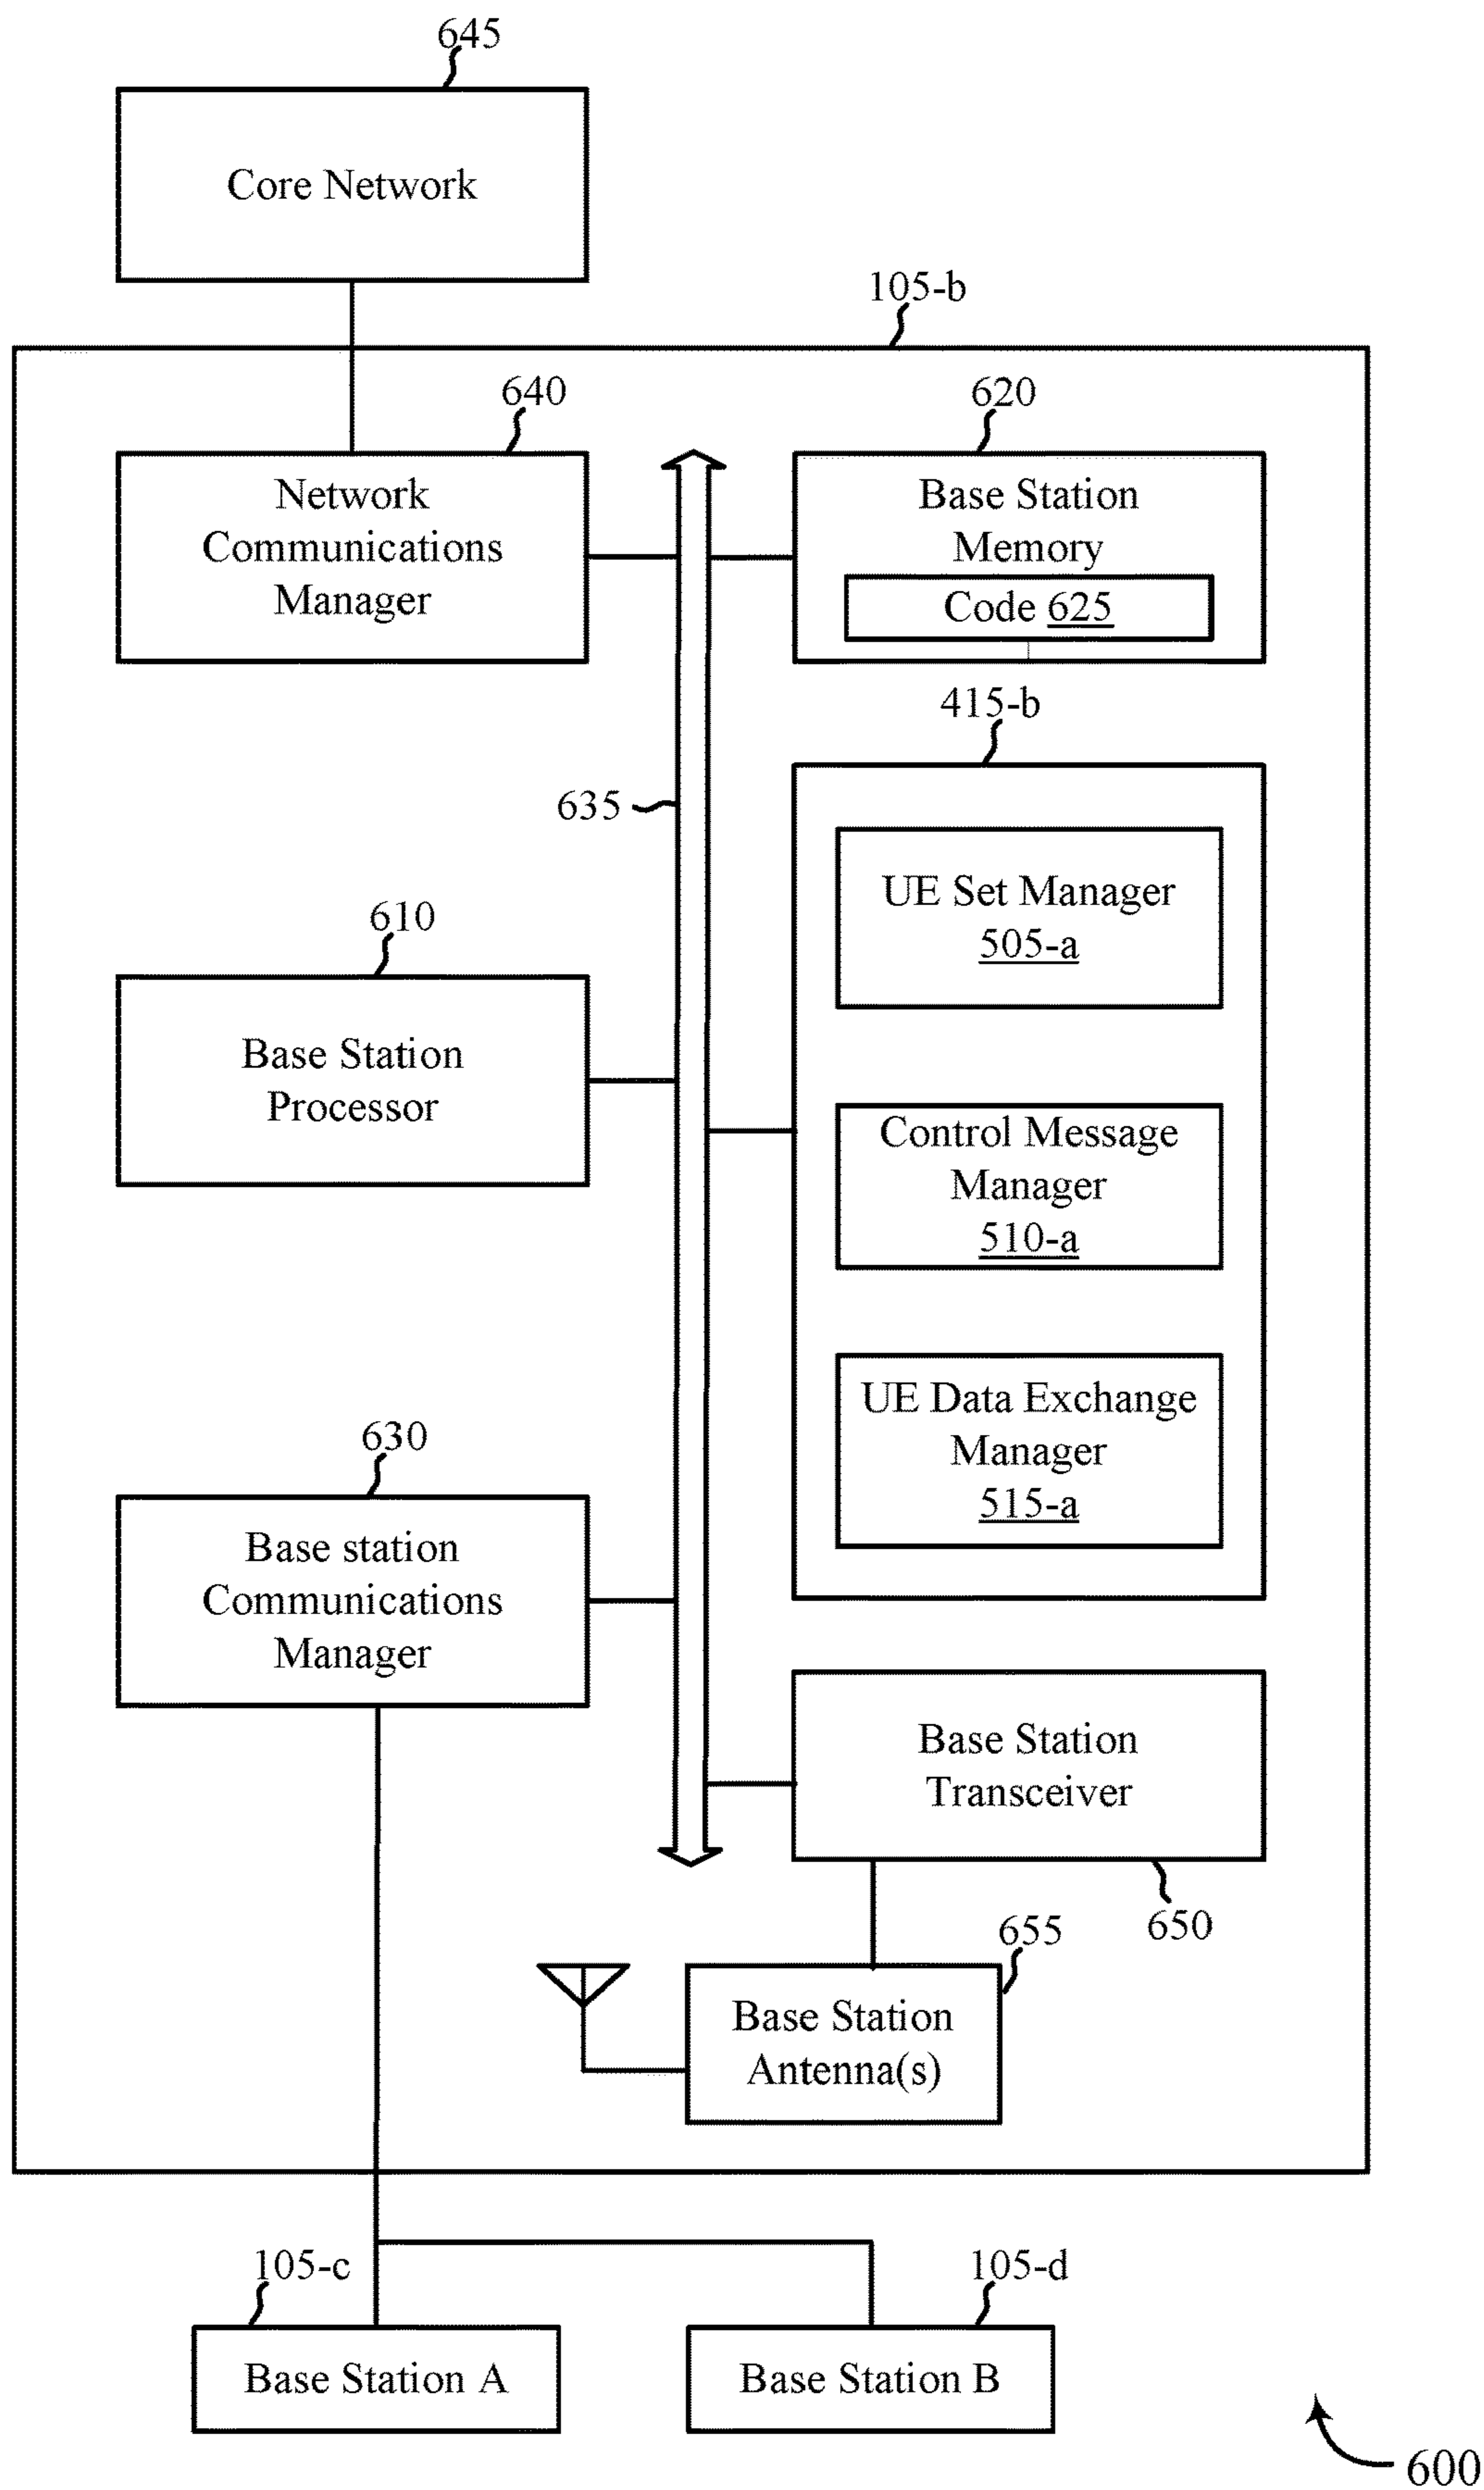 645
Core Network
105-b
640
620
Network
Communications
Manager
Base Station
Memory
Code 625
415-b
635
UE Set Manager
505-a
610
Base Station
Processor
Control Message
Manager
510-a
UE Data Exchange
Manager
515-a
630
Base station
Communications
Manager
Base Station
Transceiver
650
655
Base Station
Antenna(s)
105-c
105-d
Base Station A
Base Station B
600